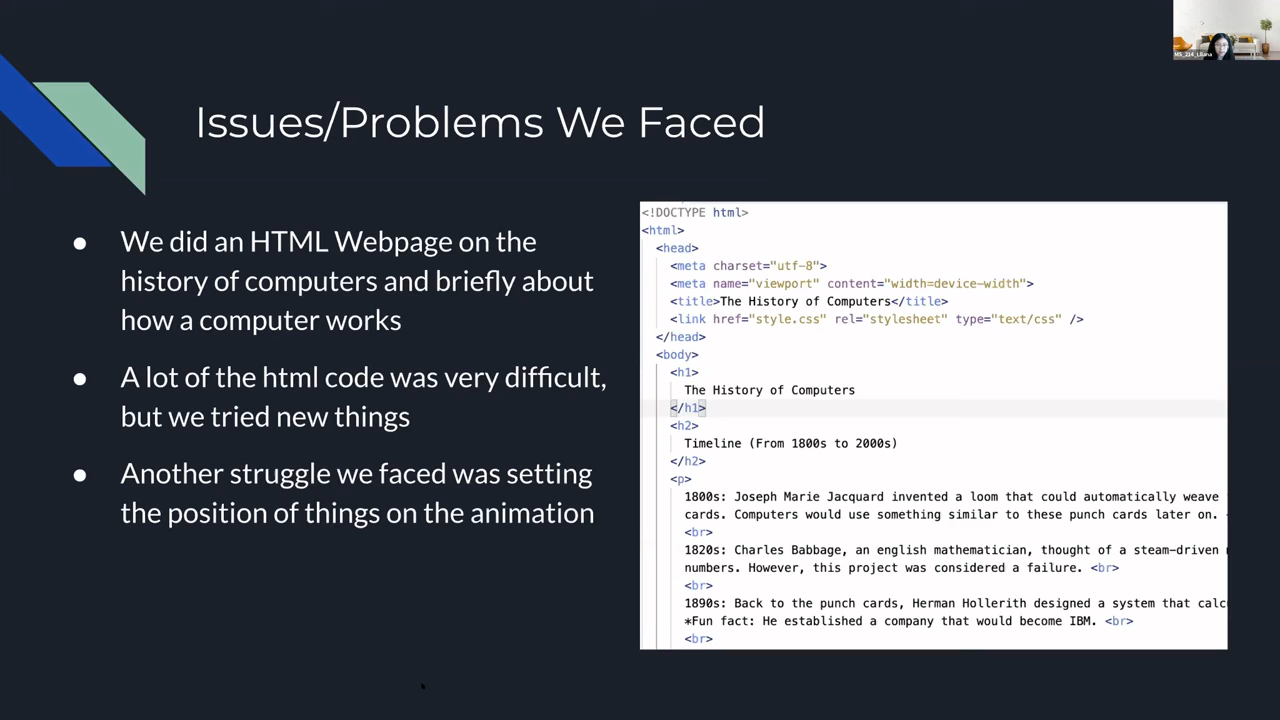 Issues/Problems We Faced
● We did an HTML Webpage on the
history of computers and briefly about
how a computer works
● A lot of the html code was very difficult,
but we tried new things
● Another struggle we faced was setting
the position of things on the animation
<!DOCTYPE html>
<html>
<head>
<meta charset="utf-8">
<meta name="viewport" content="width=device-width">
<title>The History of Computers</title>
<link href="style.css" rel="stylesheet" type="text/css" />
</head>
<body>
<h1>
The History of Computers
</h1>
<h2>
Timeline (From 1800s to 2000s)
</h2>
<p>
1800s: Joseph Marie Jacquard invented a loom that could automatically weave
cards. Computers would use something similar to these punch cards later on.
<br>
1820s: Charles Babbage, an english mathematician, thought of a steam-driven
numbers. However, this project was considered a failure. <br>
<br>
1890s: Back to the punch cards, Herman Hollerith designed a system that calc
*Fun fact: He established a company that would become IBM. <br>
<br>